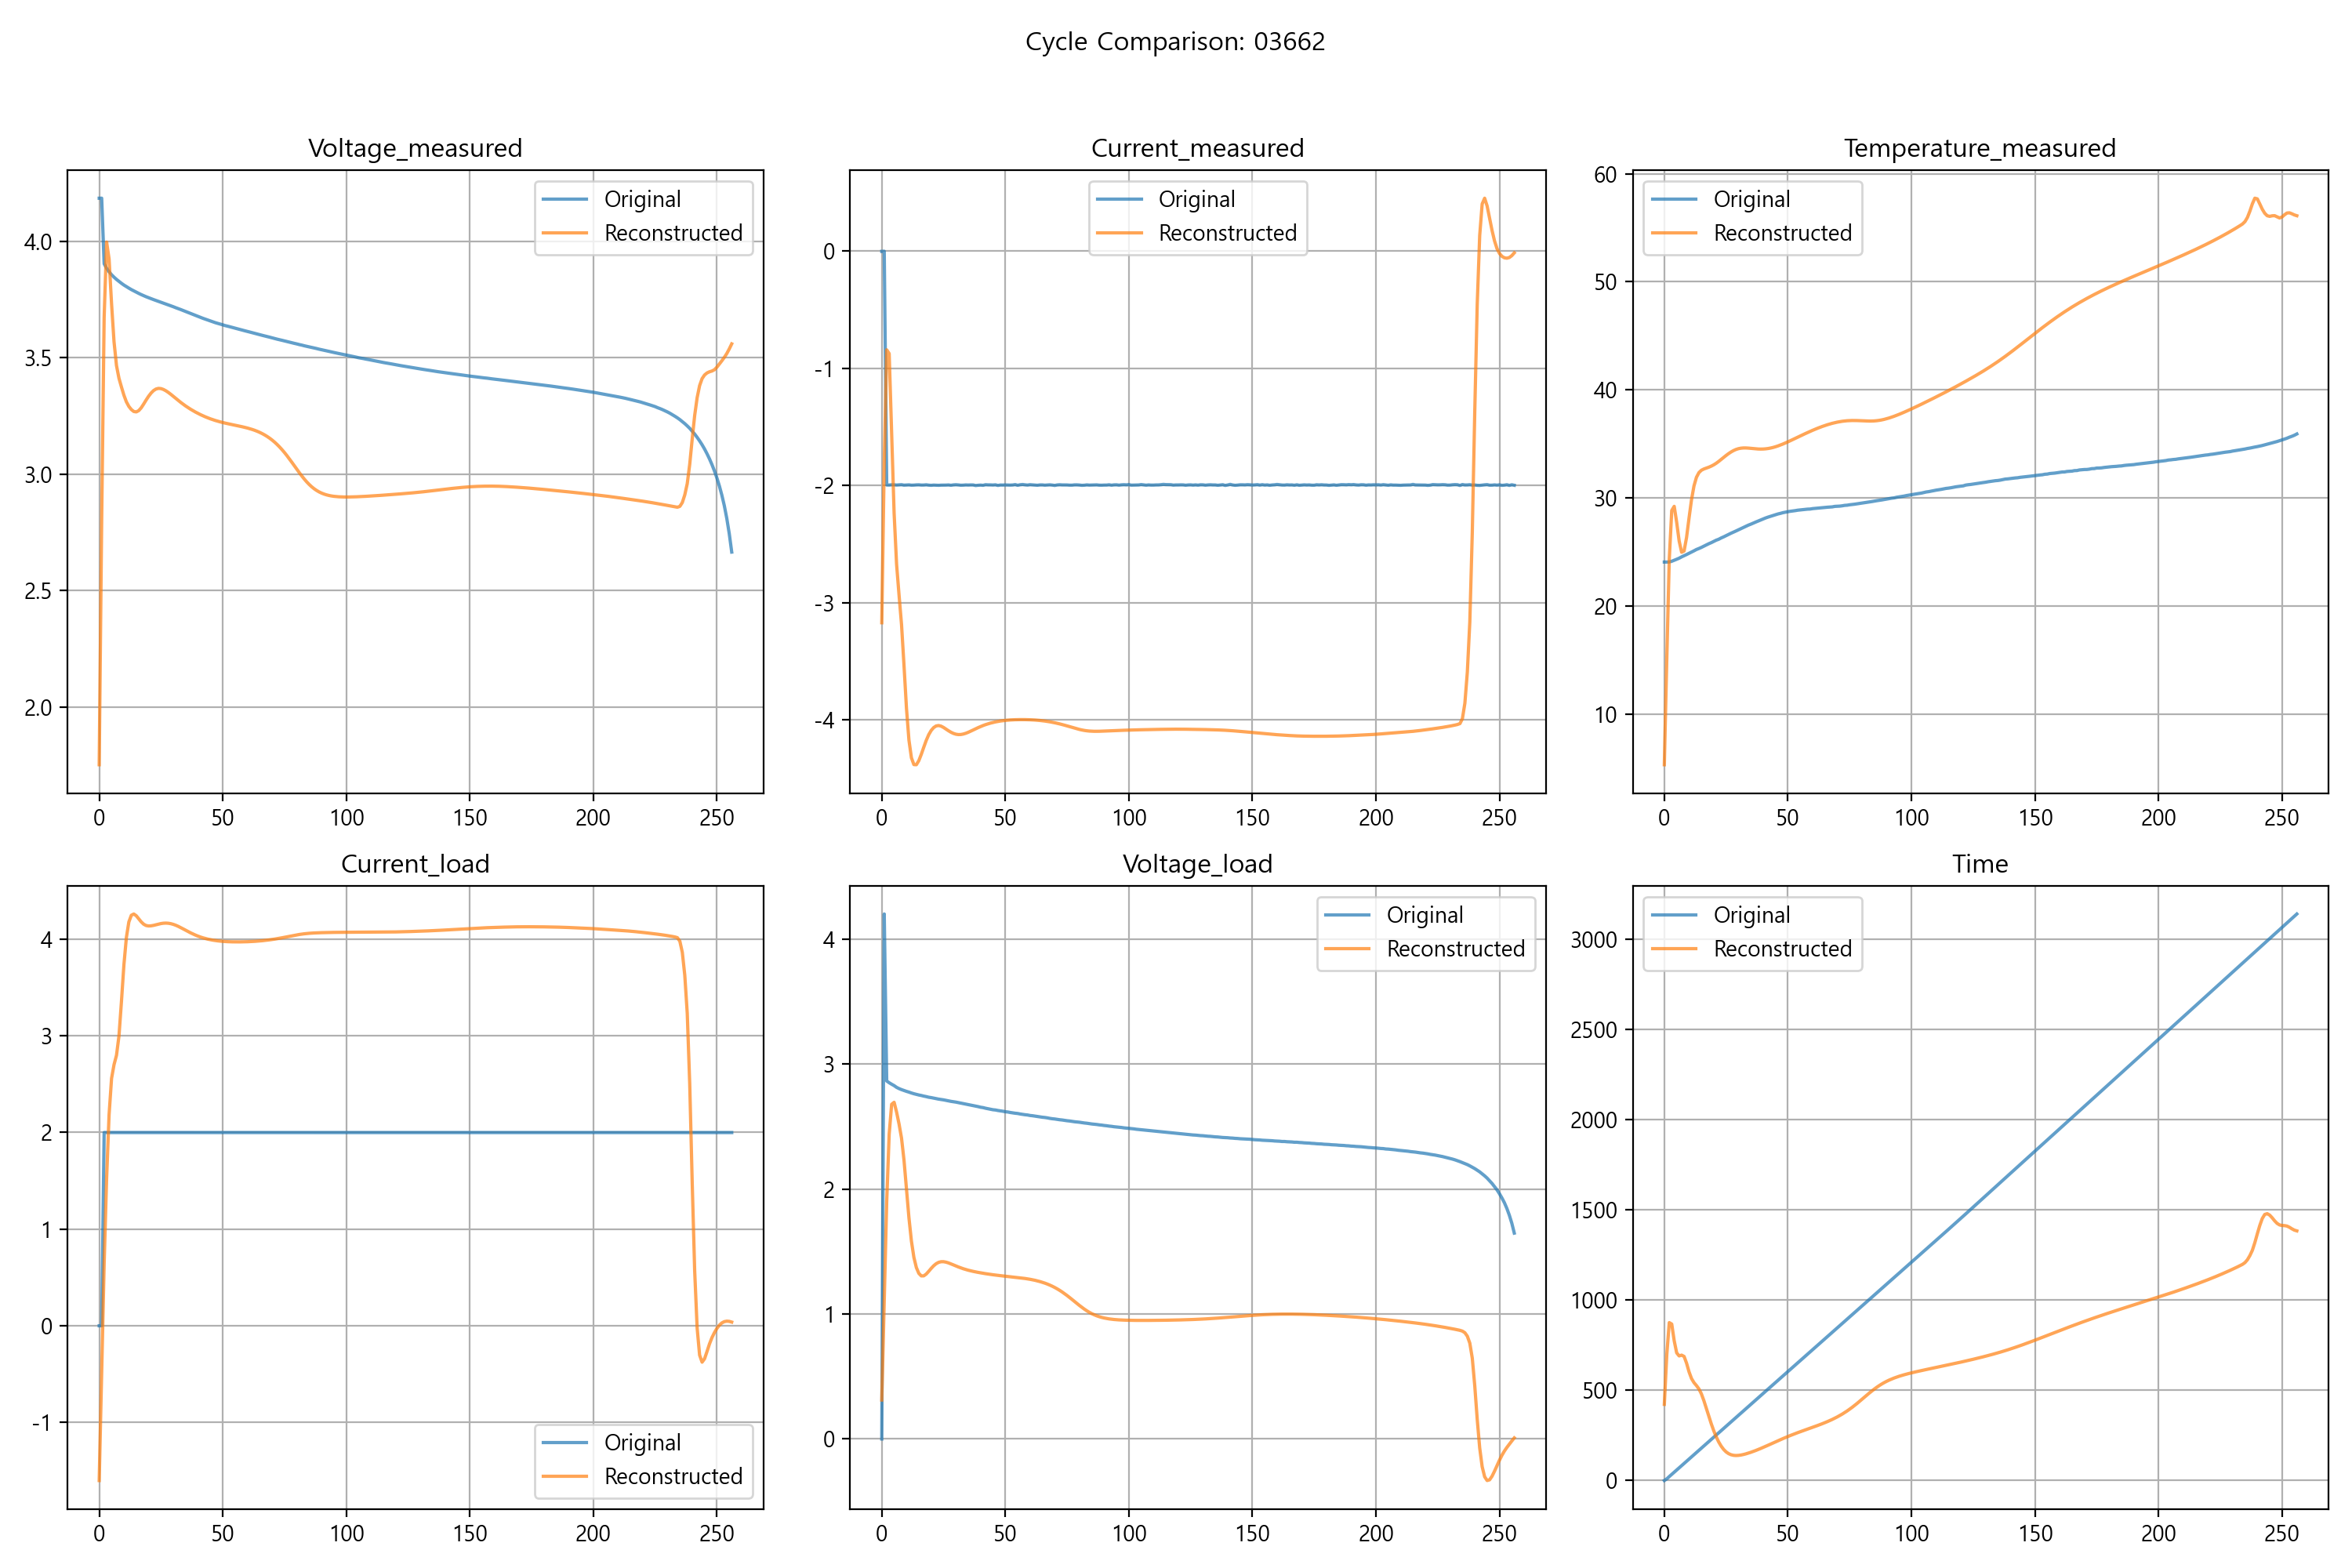 Cycle Comparison: 03662
Voltage_measured
Original
Reconstructed
4.0
3.5
3.0
2.5
2.0
0 50 100 150 200 250
Current_measured
Original
Reconstructed
0
-1
-2
-3
-4
0 50 100 150 200 250
Temperature_measured
Original
Reconstructed
60
50
40
30
20
10
0 50 100 150 200 250
Current_load
4
3
2
1
0
-1
Original
Reconstructed
0 50 100 150 200 250
Voltage_load
Original
Reconstructed
4
3
2
1
0
0 50 100 150 200 250
Time
Original
Reconstructed
3000
2500
2000
1500
1000
500
0
0 50 100 150 200 250